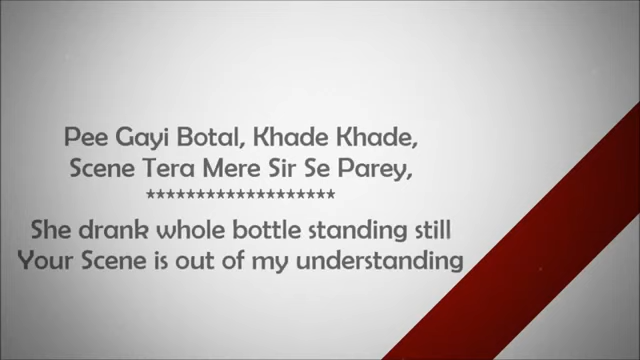 Pee Gayi Botal, Khade Khade,
Scene Tera Mere Sir Se Parey,
*******************
She drank whole bottle standing still
Your Scene is out of my understanding